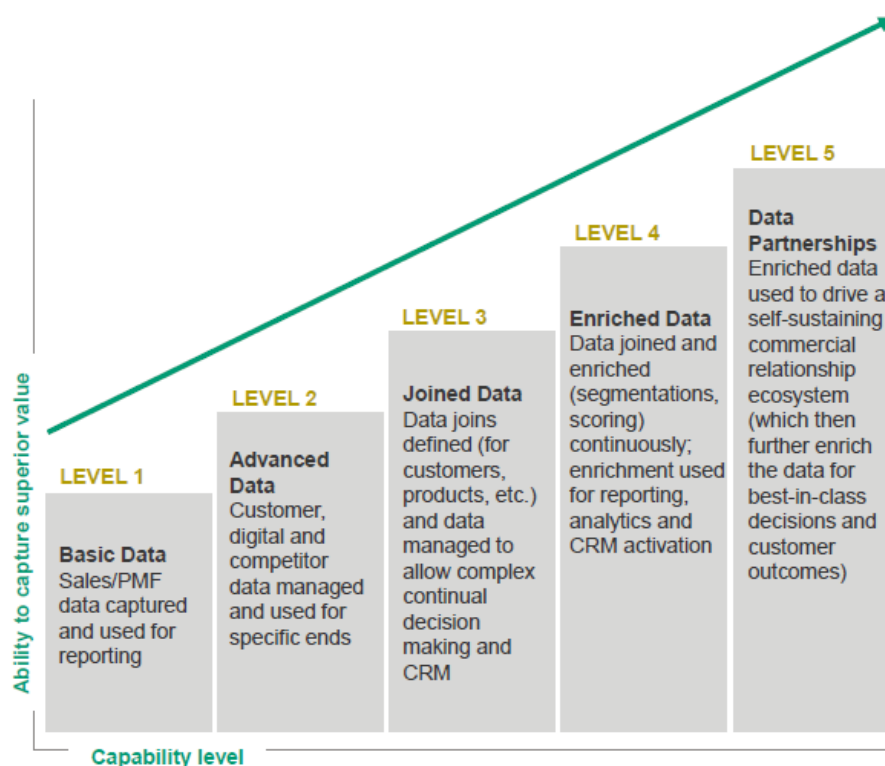 LEVEL 5
Data
Partnerships
Enriched data
used to drive a
self-sustaining
commercial
relationship
ecosystem
(which then
further enrich
the data for
best-in-class
decisions and
customer
outcomes)
LEVEL 4
Enriched Data
Data joined and
enriched
(segmentations,
scoring)
continuously;
enrichment used
for reporting,
analytics and
CRM activation
LEVEL 3
Joined Data
Data joins
defined (for
customers,
products, etc.)
and data
managed to
allow complex
continual
decision
making and
CRM
LEVEL 2
Advanced
Data
Customer,
digital and
competitor
data managed
and used for
specific ends
LEVEL 1
Basic Data
Sales/PMF
data captured
and used for
reporting
Ability to capture superior value
Capability level